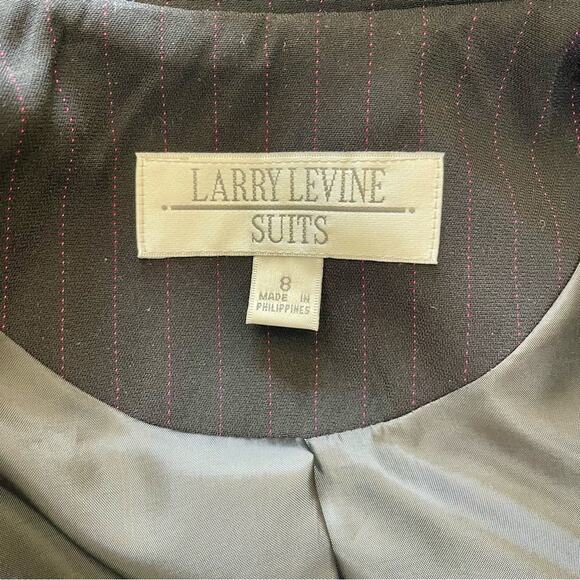 LARRY LEVINE
SUITS
8
MADE IN
PHILIPPINES